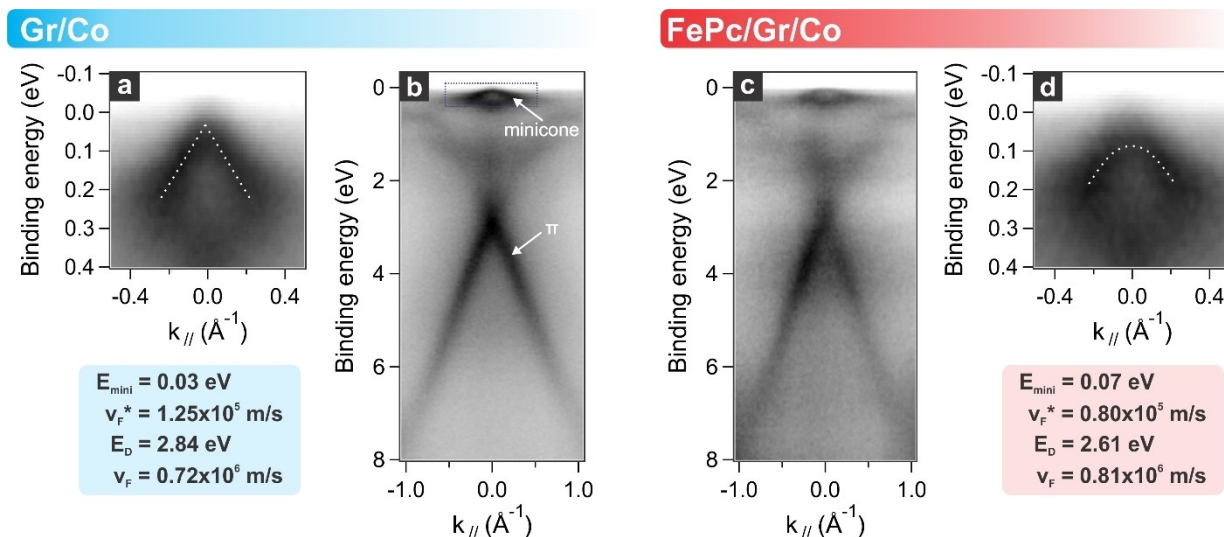 Gr/Co
FePc/Gr/Co
a
Binding energy (eV)
-0.1
0.0
0.1
0.2
0.3
0.4
-0.4
0.0
0.4
k// (Å-1)
b
minicone
π
Binding energy (eV)
0
2
4
6
8
-1.0
0.0
1.0
k// (Å-1)
c
Binding energy (eV)
0
2
4
6
8
-1.0
0.0
1.0
k// (Å-1)
d
Binding energy (eV)
-0.1
0.0
0.1
0.2
0.3
0.4
-0.4
0.0
0.4
k// (Å-1)
Emini = 0.03 eV
vF* = 1.25x10⁵ m/s
ED = 2.84 eV
vF = 0.72x10⁶ m/s
Emini = 0.07 eV
vF* = 0.80x10⁵ m/s
ED = 2.61 eV
vF = 0.81x10⁶ m/s